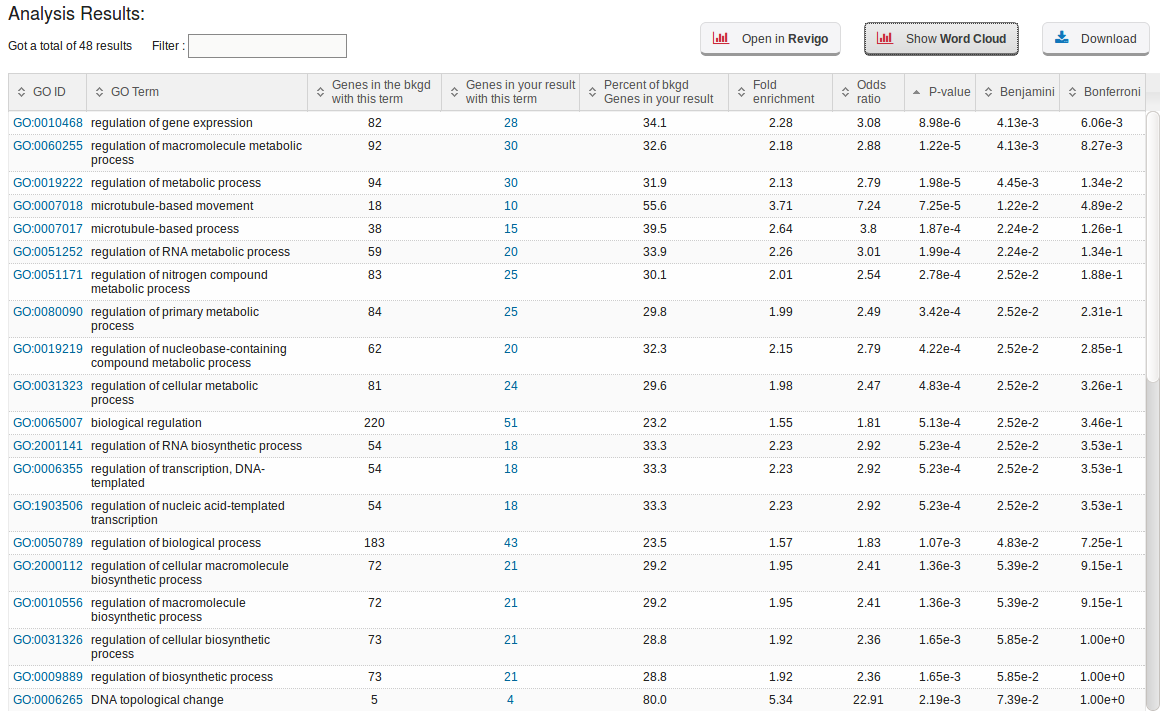 Analysis Results:
Got a total of 48 results Filter :
Open in Revigo Show Word Cloud Download
GO ID GO Term Genes in the bkgd with this term Genes in your result with this term Percent of bkgd Genes in your result Fold enrichment Odds ratio P-value Benjamini Bonferroni
GO:0010468 regulation of gene expression 82 28 34.1 2.28 3.08 8.98e-6 4.13e-3 6.06e-3
GO:0060255 regulation of macromolecule metabolic process 92 30 32.6 2.18 2.88 1.22e-5 4.13e-3 8.27e-3
GO:0019222 regulation of metabolic process 94 30 31.9 2.13 2.79 1.98e-5 4.45e-3 1.34e-2
GO:0007018 microtubule-based movement 18 10 55.6 3.71 7.24 7.25e-5 1.22e-2 4.89e-2
GO:0007017 microtubule-based process 38 15 39.5 2.64 3.8 1.87e-4 2.24e-2 1.26e-1
GO:0051252 regulation of RNA metabolic process 59 20 33.9 2.26 3.01 1.99e-4 2.24e-2 1.34e-1
GO:0051171 regulation of nitrogen compound metabolic process 83 25 30.1 2.01 2.54 2.78e-4 2.52e-2 1.88e-1
GO:0080090 regulation of primary metabolic process 84 25 29.8 1.99 2.49 3.42e-4 2.52e-2 2.31e-1
GO:0019219 regulation of nucleobase-containing compound metabolic process 62 20 32.3 2.15 2.79 4.22e-4 2.52e-2 2.85e-1
GO:0031323 regulation of cellular metabolic process 81 24 29.6 1.98 2.47 4.83e-4 2.52e-2 3.26e-1
GO:0065007 biological regulation 220 51 23.2 1.55 1.81 5.13e-4 2.52e-2 3.46e-1
GO:2001141 regulation of RNA biosynthetic process 54 18 33.3 2.23 2.92 5.23e-4 2.52e-2 3.53e-1
GO:0006355 regulation of transcription, DNA-templated 54 18 33.3 2.23 2.92 5.23e-4 2.52e-2 3.53e-1
GO:1903506 regulation of nucleic acid-templated transcription 54 18 33.3 2.23 2.92 5.23e-4 2.52e-2 3.53e-1
GO:0050789 regulation of biological process 183 43 23.5 1.57 1.83 1.07e-3 4.83e-2 7.25e-1
GO:2000112 regulation of cellular macromolecule biosynthetic process 72 21 29.2 1.95 2.41 1.36e-3 5.39e-2 9.15e-1
GO:0010556 regulation of macromolecule biosynthetic process 72 21 29.2 1.95 2.41 1.36e-3 5.39e-2 9.15e-1
GO:0031326 regulation of cellular biosynthetic process 73 21 28.8 1.92 2.36 1.65e-3 5.85e-2 1.00e+0
GO:0009889 regulation of biosynthetic process 73 21 28.8 1.92 2.36 1.65e-3 5.85e-2 1.00e+0
GO:0006265 DNA topological change 5 4 80.0 5.34 22.91 2.19e-3 7.39e-2 1.00e+0